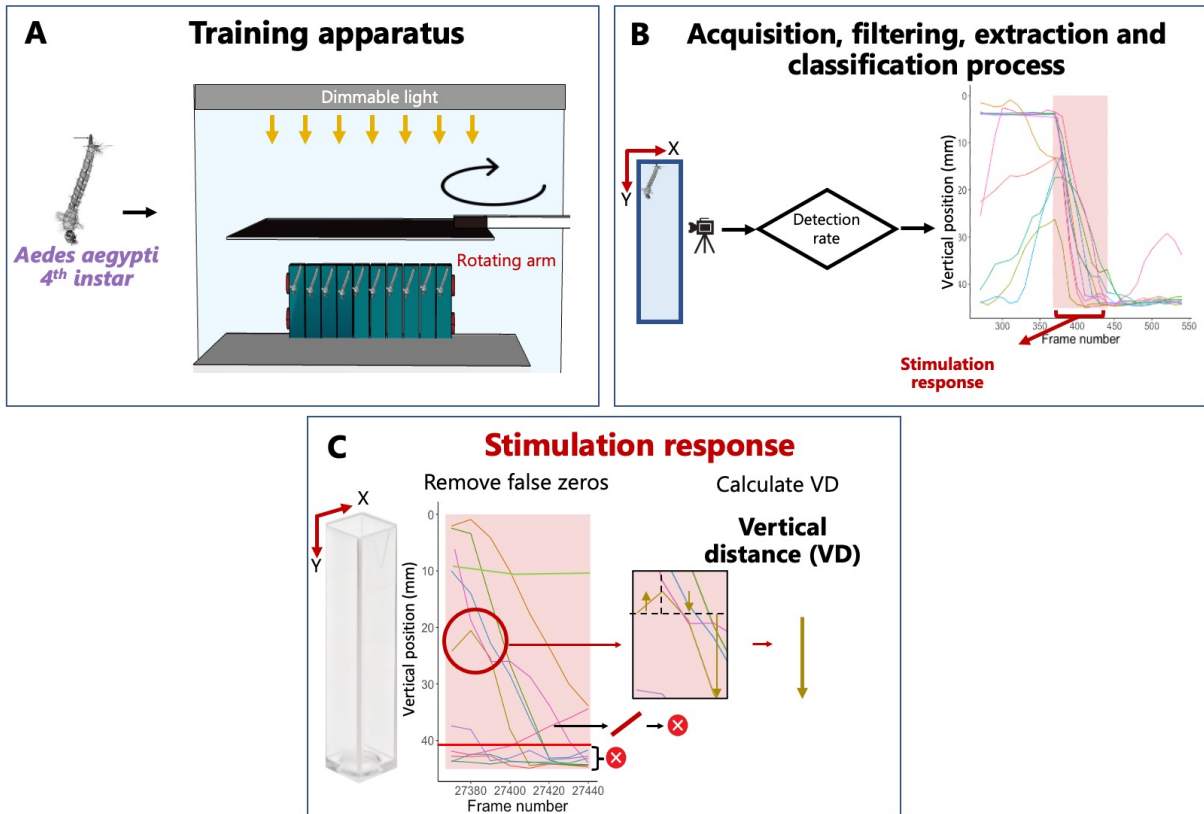 A
Training apparatus
Dimmable light
Rotating arm
Aedes aegypti
4th instar
B
Acquisition, filtering, extraction and
classification process
X
Y
Detection
rate
Vertical position (mm)
0
10
20
30
40
300
350
400
450
500
550
Frame number
Stimulation
response
C
Stimulation response
Remove false zeros
Calculate VD
X
Y
Vertical
distance (VD)
Vertical position (mm)
0
10
20
30
40
27380
27400
27420
27440
Frame number